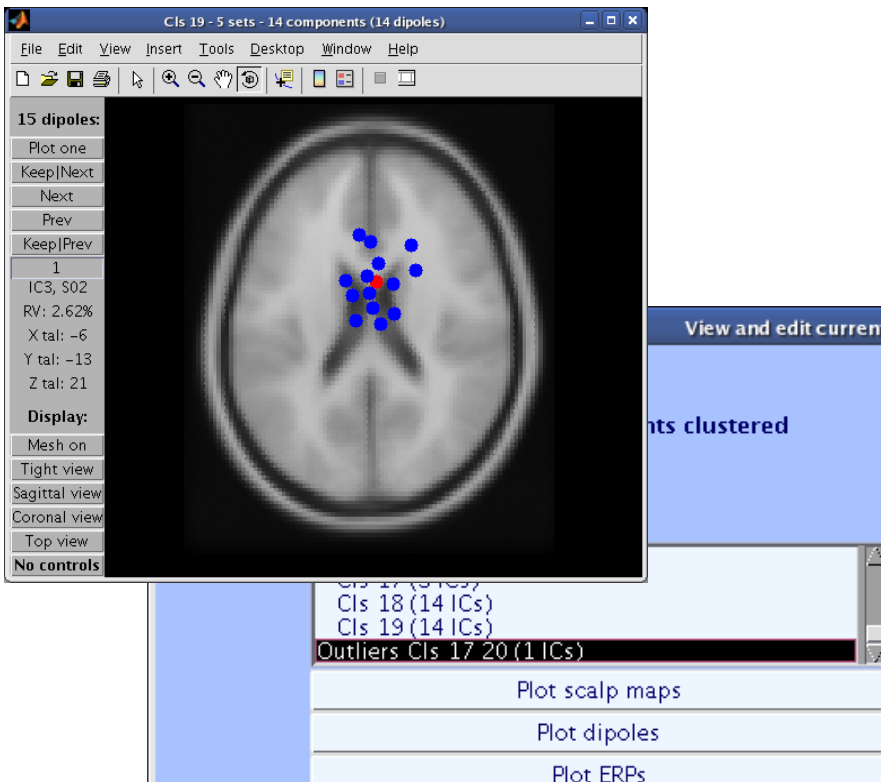 Cls 19 - 5 sets - 14 components (14 dipoles)
File Edit View Insert Tools Desktop Window Help
15 dipoles:
Plot one
Keep|Next
Next
Prev
Keep|Prev
1
IC3, S02
RV: 2.62%
X tal: -6
Y tal: -13
Z tal: 21
Display:
Mesh on
Tight view
Sagittal view
Coronal view
Top view
No controls
View and edit current
nts clustered
Cls 18 (14 ICs)
Cls 19 (14 ICs)
Outliers Cls 17 20 (1 ICs)
Plot scalp maps
Plot dipoles
Plot ERPs